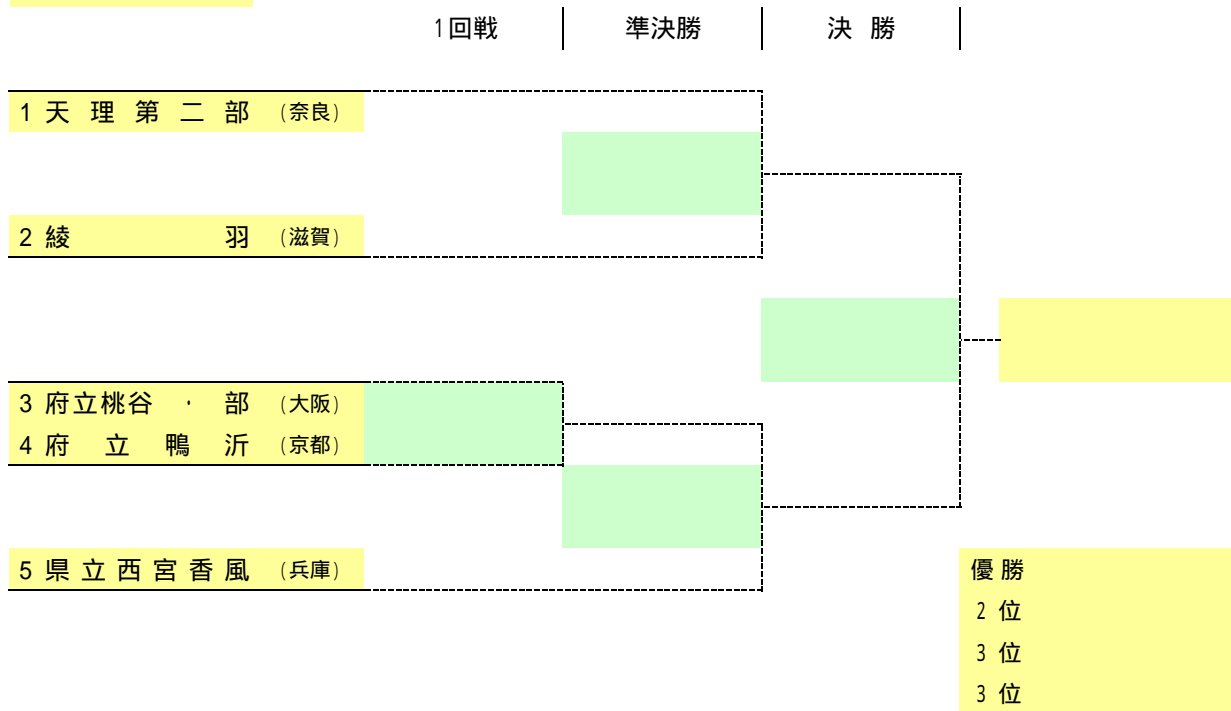 1回戦 準決勝 決 勝
1 天 理 第 二 部 (奈良)
2 綾 羽 (滋賀)
3 府立桃谷 ・ 部 (大阪)
4 府 立 鴨 沂 (京都)
5 県 立 西 宮 香 風 (兵庫)
優 勝
2 位
3 位
3 位